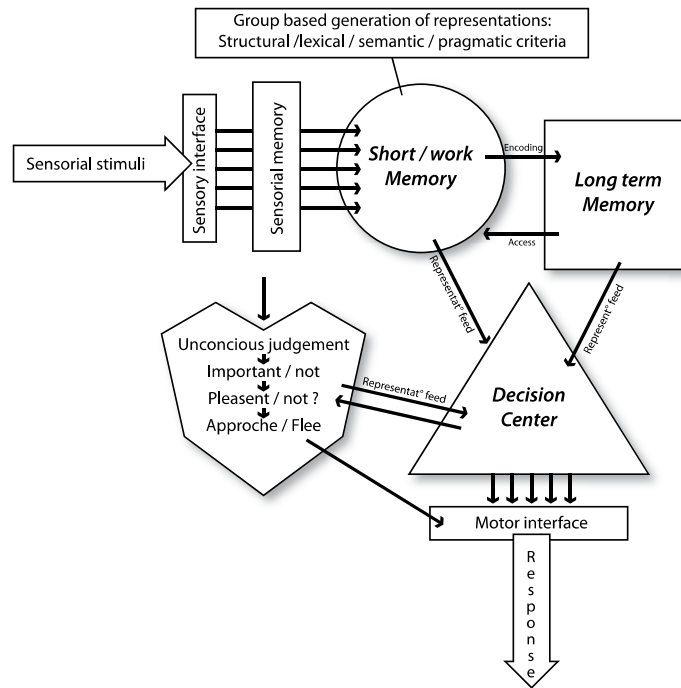 Group based generation of representations:
Structural /lexical / semantic / pragmatic criteria
Sensorial stimuli
Sensory interface
Sensorial memory
Short / work
Memory
Encoding
Access
Long term
Memory
Representat° feed
Represent° feed
Unconcious judgement
Important / not
Pleasent / not ?
Approche / Flee
Representat° feed
Decision
Center
Motor interface
Response